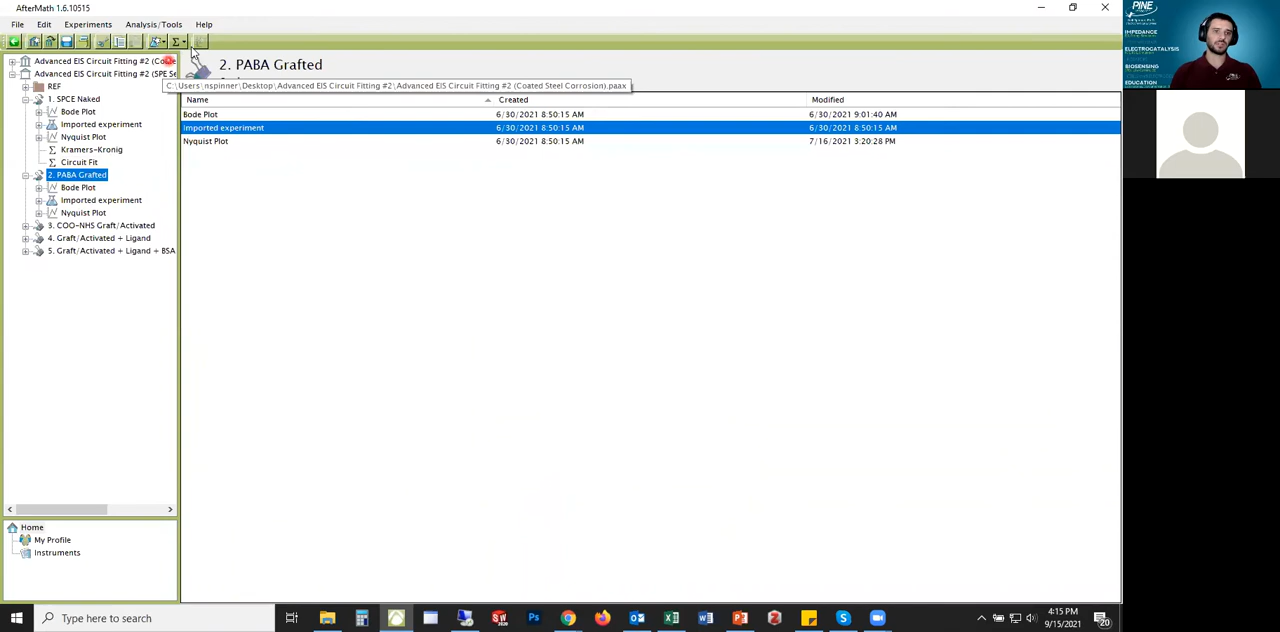 AfterMath 1.6.10515
File Edit Experiments Analysis/Tools Help
Advanced EIS Circuit Fitting #2
Advanced EIS Circuit Fitting #2 (SPE Se
REF
1. SPCE Naked
Bode Plot
Imported experiment
Nyquist Plot
Kramers-Kronig
Circuit Fit
2. PABA Grafted
Bode Plot
Imported experiment
Nyquist Plot
3. COO-NHS Graft/Activated
4. Graft/Activated + Ligand
5. Graft/Activated + Ligand + BSA
Home
My Profile
Instruments
2. PABA Grafted
C:\Users\nspinner\Desktop\Advanced EIS Circuit Fitting #2\Advanced EIS Circuit Fitting #2 (Coated Steel Corrosion).paax
Name Created Modified
Bode Plot 6/30/2021 8:50:15 AM 6/30/2021 9:01:40 AM
Imported experiment 6/30/2021 8:50:15 AM 6/30/2021 8:50:15 AM
Nyquist Plot 6/30/2021 8:50:15 AM 7/16/2021 3:20:28 PM
PINE
IMPEDANCE
ELECTROCATALYSIS
BIOSENSING
EDUCATION
Type here to search
4:15 PM
9/15/2021
20